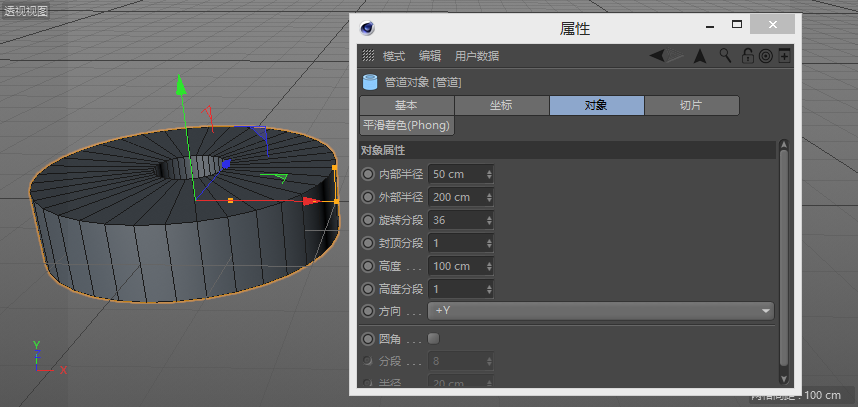 透视视图
属性
模式 编辑 用户数据
管道对象 [管道]
基本 坐标 对象 切片
平滑着色(Phong)
对象属性
内部半径 50 cm
外部半径 200 cm
旋转分段 36
封顶分段 1
高度 . . . 100 cm
高度分段 1
方向 . . . +Y
圆角 . . .
分段 . . . 8
半径 . . . 20 cm
Y
X
网格间距 : 100 cm